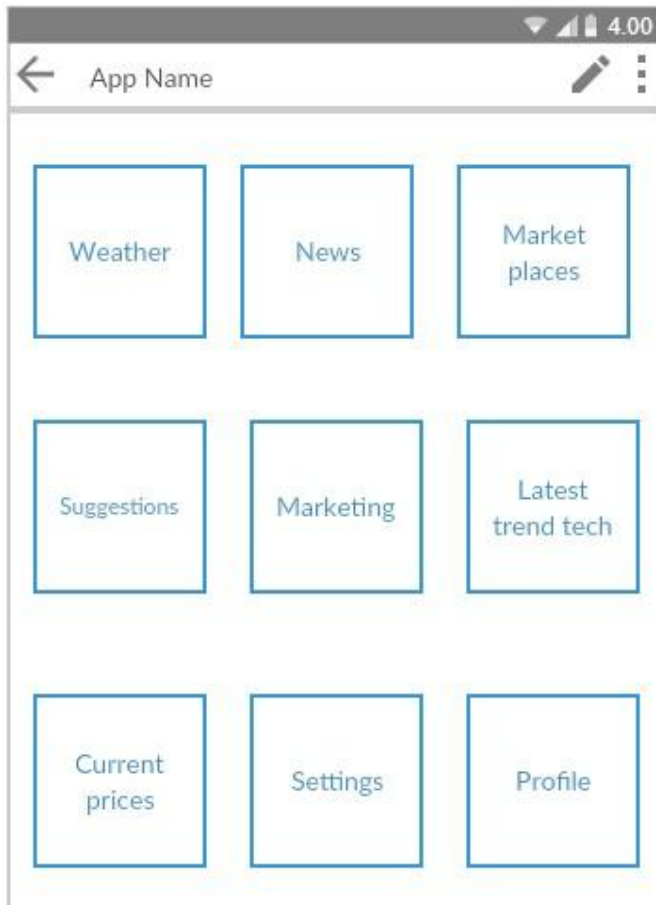 4.00
App Name
Weather
News
Market
places
Suggestions
Marketing
Latest
trend tech
Current
prices
Settings
Profile